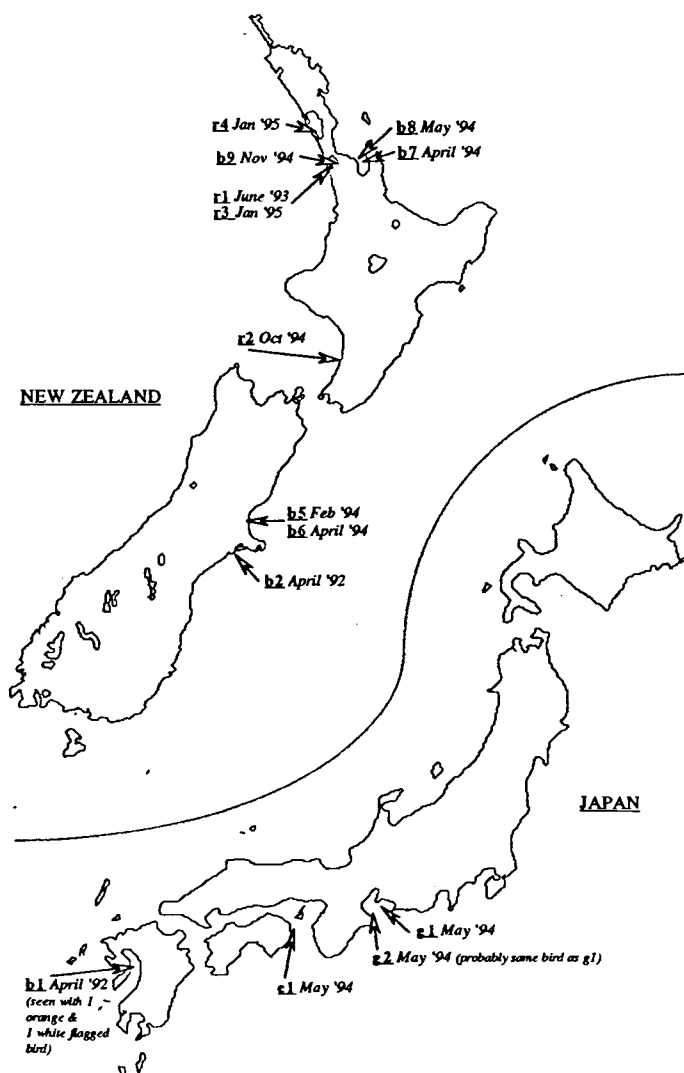 r4 Jan '95
b8 May '94
b9 Nov '94
b7 April '94
r1 June '93
r3 Jan '95
r2 Oct '94
NEW ZEALAND
b5 Feb '94
b6 April '94
b2 April '92
JAPAN
g1 May '94
g2 May '94 (probably same bird as g1)
b1 April '92
(seen with 1
orange &
1 white flagged
bird)
May '94